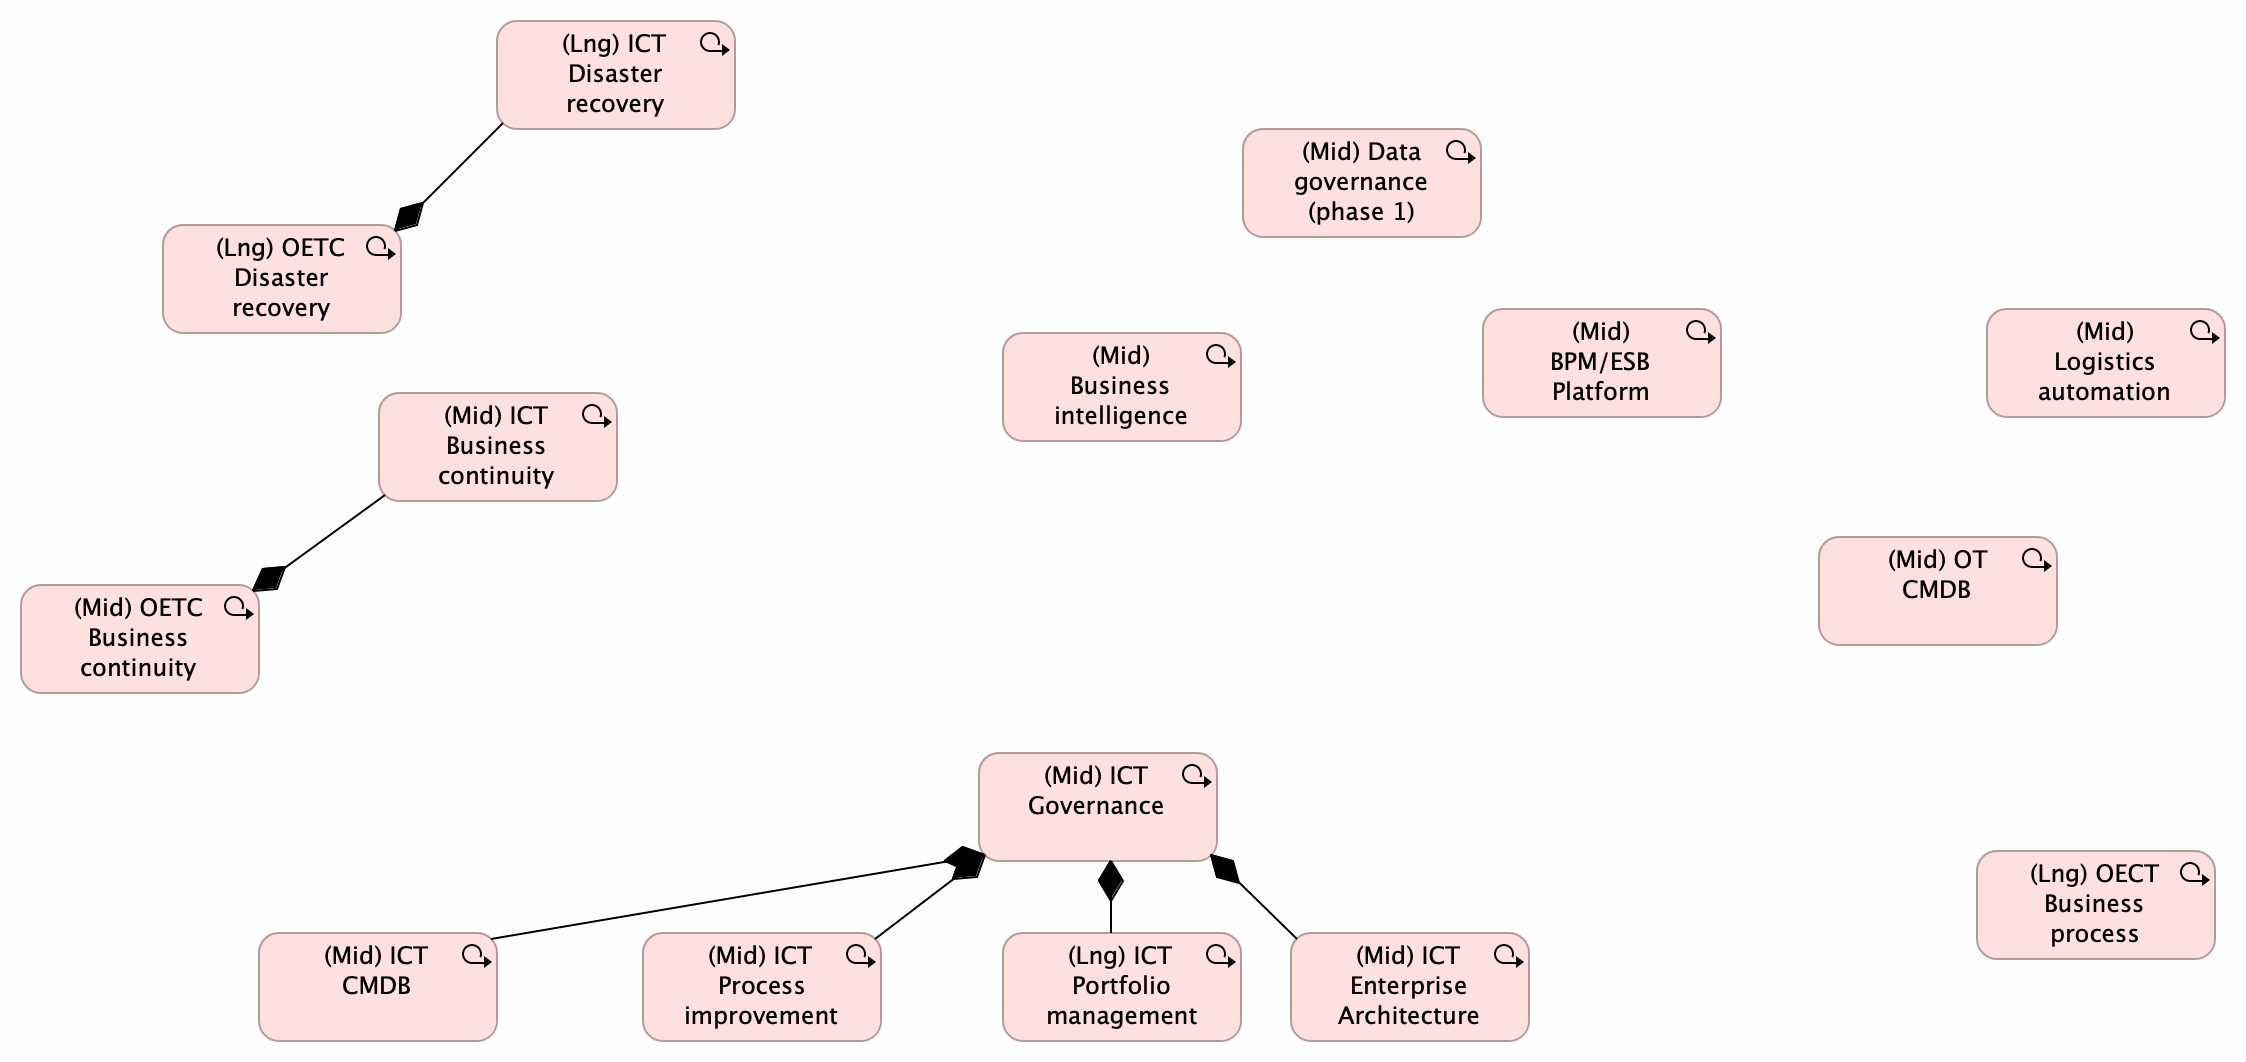 (Lng) ICT
Disaster
recovery
(Mid) Data
governance
(phase 1)
(Lng) OETC
Disaster
recovery
(Mid)
BPM/ESB
Platform
(Mid)
Logistics
automation
(Mid)
Business
intelligence
(Mid) ICT
Business
continuity
(Mid) OT
CMDB
(Mid) OETC
Business
continuity
(Mid) ICT
Governance
(Lng) OECT
Business
process
(Mid) ICT
CMDB
(Mid) ICT
Process
improvement
(Lng) ICT
Portfolio
management
(Mid) ICT
Enterprise
Architecture